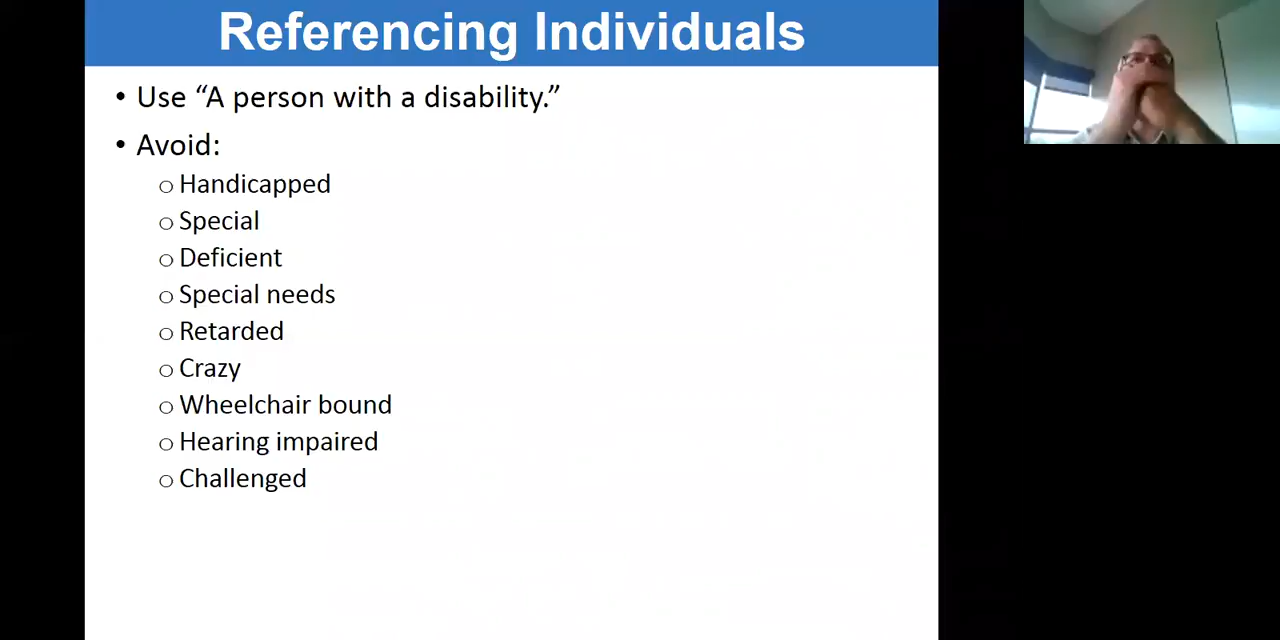 Referencing Individuals
• Use “A person with a disability.”
• Avoid:
o Handicapped
o Special
o Deficient
o Special needs
o Retarded
o Crazy
o Wheelchair bound
o Hearing impaired
o Challenged